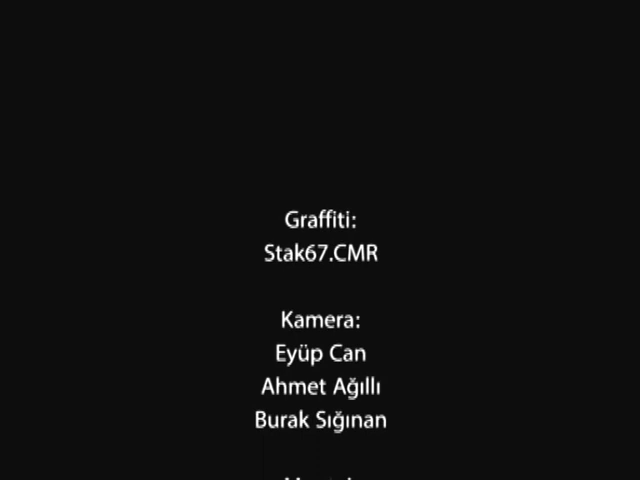 Graffiti:
Stak67.CMR
Kamera:
Eyüp Can
Ahmet Ağıllı
Burak Sığınan